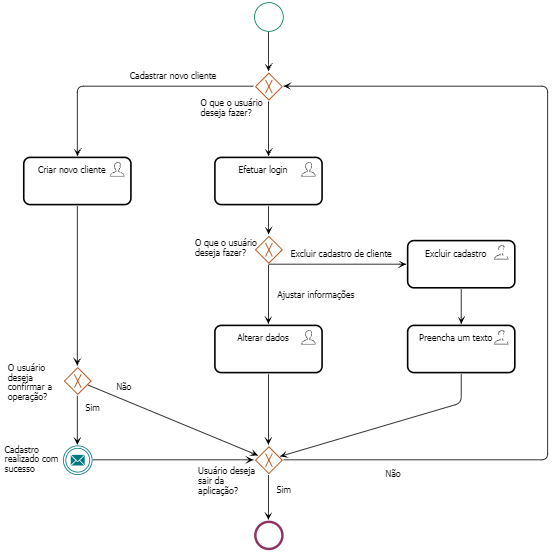 Cadastrar novo cliente
O que o usuário
deseja fazer?
Criar novo cliente
Efetuar login
O que o usuário
deseja fazer?
Excluir cadastro de cliente
Excluir cadastro
Ajustar informações
Alterar dados
Preencha um texto
O usuário
deseja
confirmar a
operação?
Não
Sim
Cadastro
realizado com
sucesso
Usuário deseja
sair da
aplicação?
Não
Sim